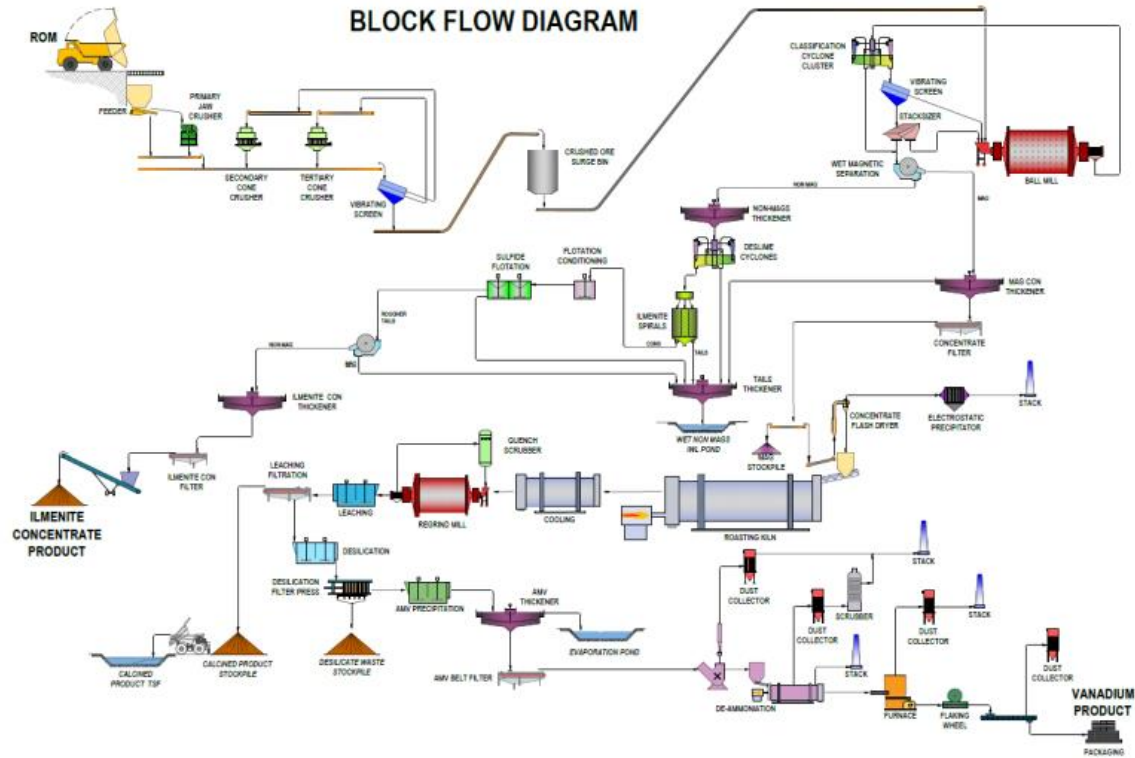 BLOCK FLOW DIAGRAM
ROM
FEEDER
PRIMARY
JAW
CRUSHER
SECONDARY
CONE
CRUSHER
TERTIARY
CONE
CRUSHER
VIBRATING
SCREEN
CRUSHED ORE
SURGE BIN
CLASSIFICATION
CYCLONE
CLUSTER
VIBRATING
SCREEN
STACKSIZER
WET MAGNETIC
SEPARATION
BALL MILL
NON MAG
MAG
NON-MAGS
THICKENER
DESLIME
CYCLONES
FLOTATION
CONDITIONING
SULFIDE
FLOTATION
ROUGHER
TAILS
ILMENITE
SPIRALS
CONS
TAILS
MAG CON
THICKENER
CONCENTRATE
FILTER
NON MAG
MAG
TAILS
THICKENER
WET NON MAGS
INL POND
ILMENITE CON
THICKENER
ILMENITE CON
FILTER
ILMENITE
CONCENTRATE
PRODUCT
MAG
STOCKPILE
CONCENTRATE
FLASH DRYER
ELECTROSTATIC
PRECIPITATOR
STACK
LEACHING
FILTRATION
LEACHING
QUENCH
SCRUBBER
REGRIND MILL
COOLING
ROASTING KILN
DESILICATION
DESILICATION
FILTER PRESS
AMV PRECIPITATION
AMV
THICKENER
EVAPORATION POND
CALCINED
PRODUCT TSF
CALCINED PRODUCT
STOCKPILE
DESILICATE WASTE
STOCKPILE
AMV BELT FILTER
DUST
COLLECTOR
DUST
COLLECTOR
SCRUBBER
STACK
STACK
DE-AMMONIATION
DUST
COLLECTOR
STACK
FURNACE
FLAKING
WHEEL
DUST
COLLECTOR
VANADIUM
PRODUCT
PACKAGING